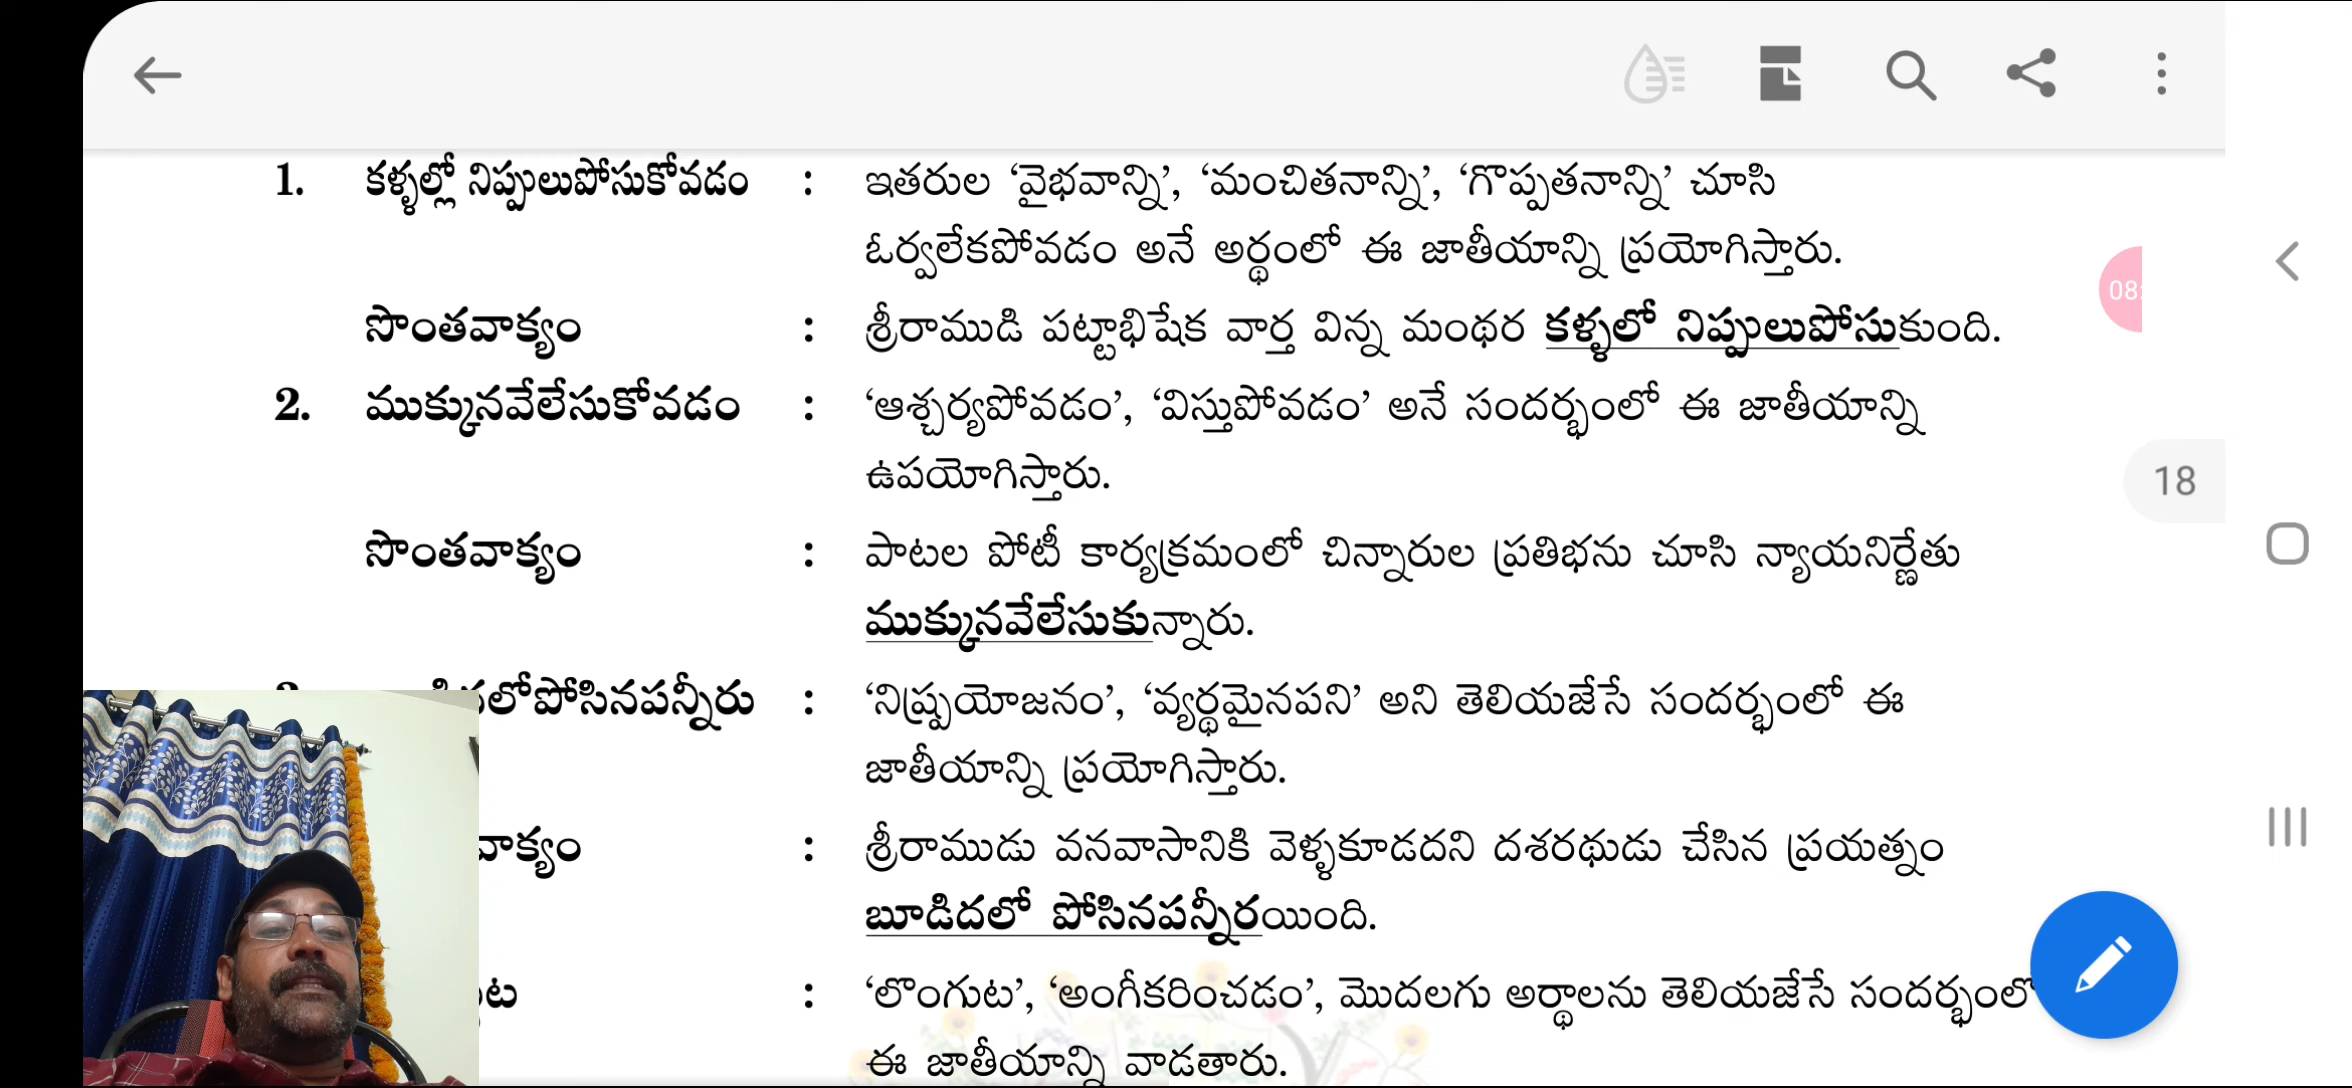 1. కళ్ళల్లో నిప్పులుపోసుకోవడం : ఇతరుల ‘వైభవాన్ని’, ‘మంచితనాన్ని’, ‘గొప్పతనాన్ని’ చూసి
ఓర్వలేకపోవడం అనే అర్థంలో ఈ జాతీయాన్ని ప్రయోగిస్తారు.
08:
సొంతవాక్యం : శ్రీరాముడి పట్టాభిషేక వార్త విన్న మంథర కళ్ళలో నిప్పులుపోసుకుంది.
2. ముక్కునవేలేసుకోవడం : ‘ఆశ్చర్యపోవడం’, ‘విస్తుపోవడం’ అనే సందర్భంలో ఈ జాతీయాన్ని
ఉపయోగిస్తారు.
18
సొంతవాక్యం : పాటల పోటీ కార్యక్రమంలో చిన్నారుల ప్రతిభను చూసి న్యాయనిర్ణేతు
ముక్కునవేలేసుకున్నారు.
లోపోసినపన్నీరు : ‘నిష్ప్రయోజనం’, ‘వ్యర్థమైనపని’ అని తెలియజేసే సందర్భంలో ఈ
జాతీయాన్ని ప్రయోగిస్తారు.
వాక్యం : శ్రీరాముడు వనవాసానికి వెళ్ళకూడదని దశరథుడు చేసిన ప్రయత్నం
బూడిదలో పోసినపన్నీరయింది.
ట : ‘లొంగుట’, ‘అంగీకరించడం’, మొదలగు అర్థాలను తెలియజేసే సందర్భంలో
ఈ జాతీయాన్ని వాడతారు.